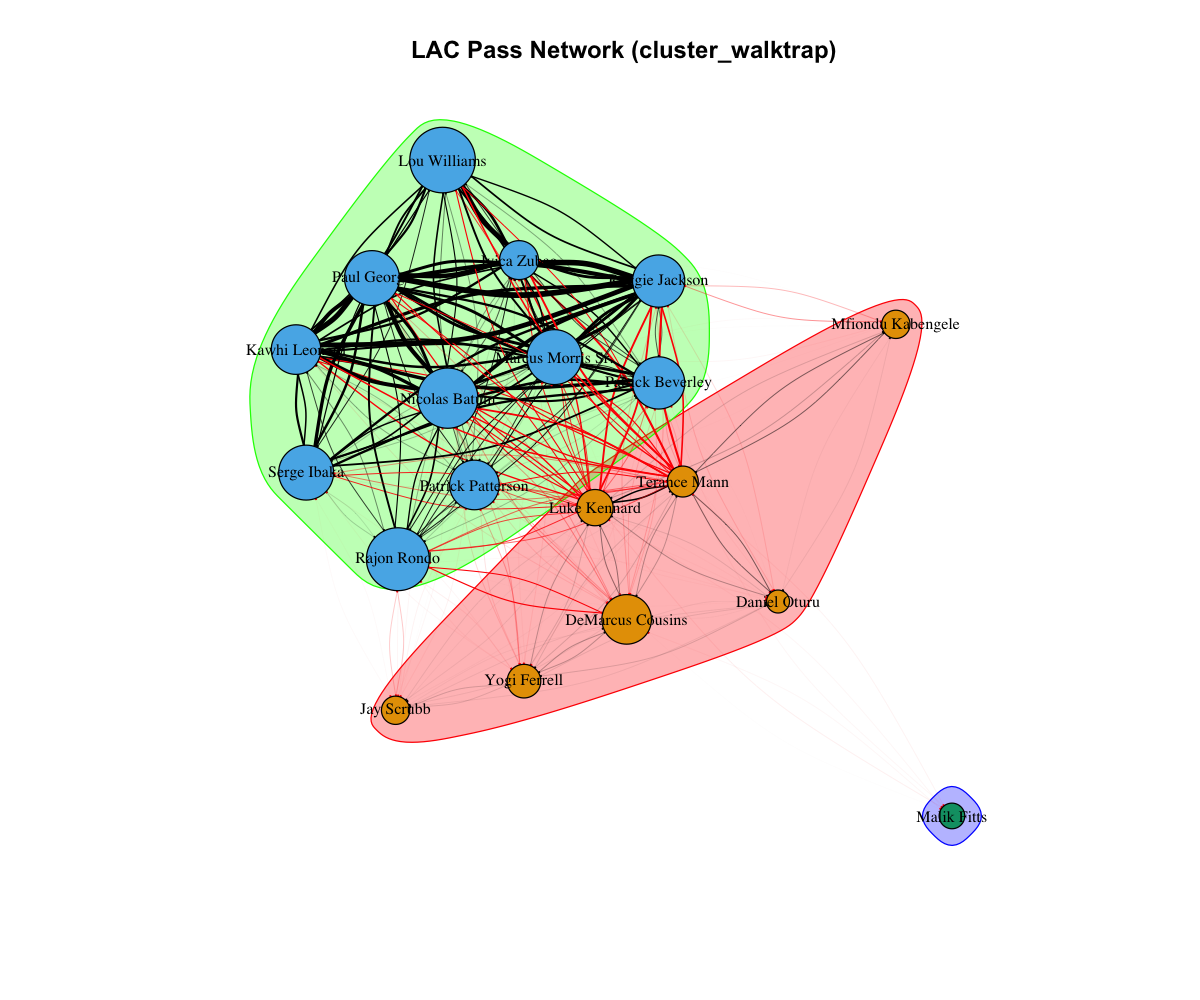 LAC Pass Network (cluster_walktrap)
Lou Williams
Paul George
Ivica Zubac
Reggie Jackson
Mfiondu Kabengele
Kawhi Leonard
Marcus Morris Sr.
Patrick Beverley
Nicolas Batum
Serge Ibaka
Patrick Patterson
Terance Mann
Luke Kennard
Rajon Rondo
Daniel Oturu
DeMarcus Cousins
Yogi Ferrell
Jay Scrubb
Malik Fitts